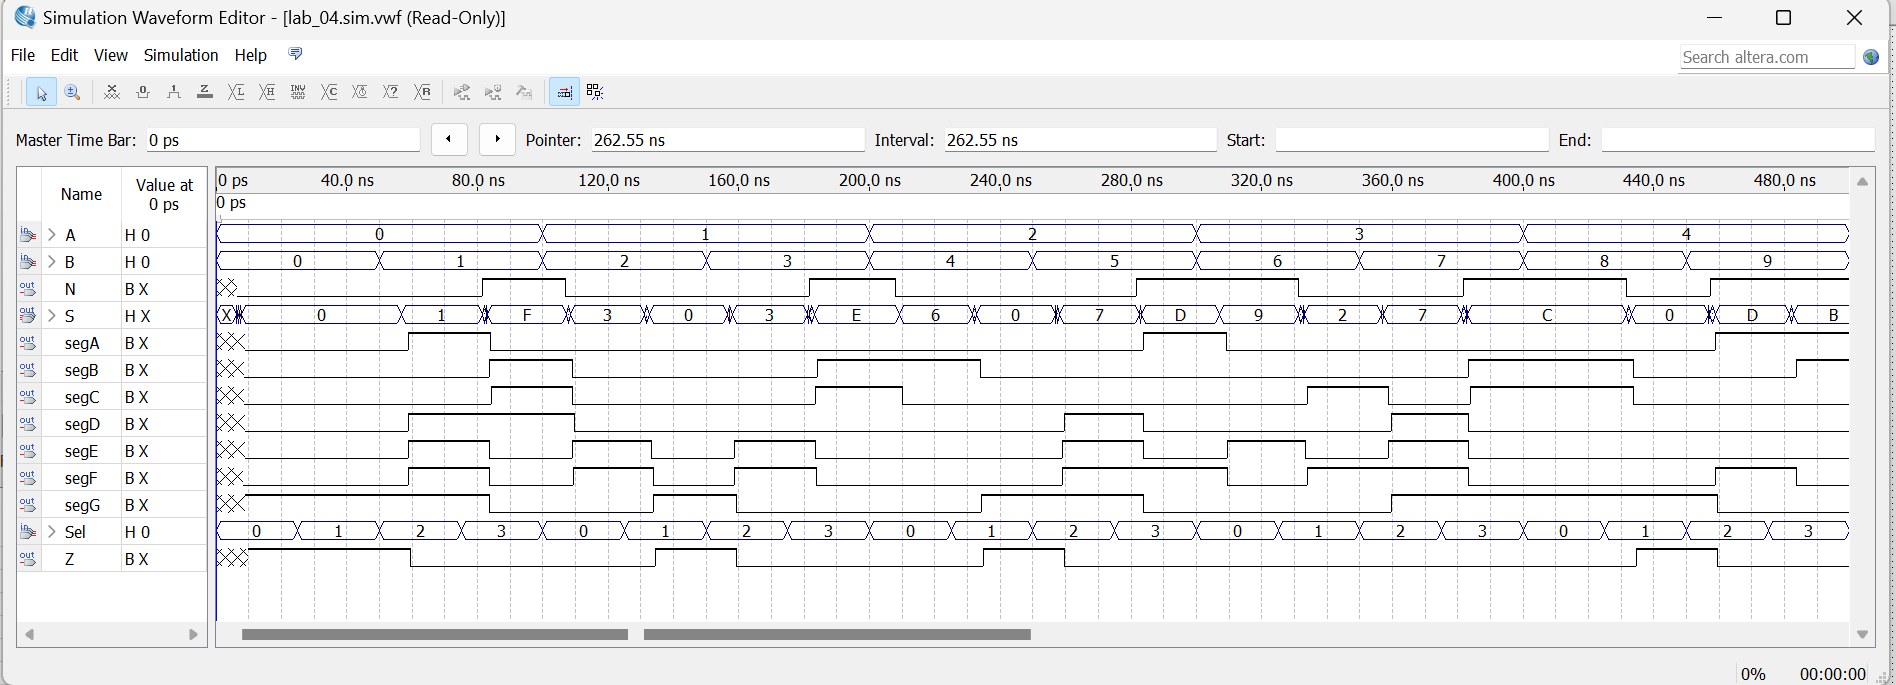 Simulation Waveform Editor - [lab_04.sim.vwf (Read-Only)]
File Edit View Simulation Help
Search altera.com
Master Time Bar: 0 ps Pointer: 262.55 ns Interval: 262.55 ns Start: End:
Name Value at 0 ps
0 ps 40.0 ns 80.0 ns 120.0 ns 160.0 ns 200.0 ns 240.0 ns 280.0 ns 320.0 ns 360.0 ns 400.0 ns 440.0 ns 480.0 ns
0 ps
A H 0 0 1 2 3 4
B H 0 0 1 2 3 4 5 6 7 8 9
N B X
S H X X 0 1 F 3 0 3 E 6 0 7 D 9 2 7 C 0 D B
segA B X
segB B X
segC B X
segD B X
segE B X
segF B X
segG B X
Sel H 0 0 1 2 3 0 1 2 3 0 1 2 3 0 1 2 3 0 1 2 3
Z B X
0% 00:00:00